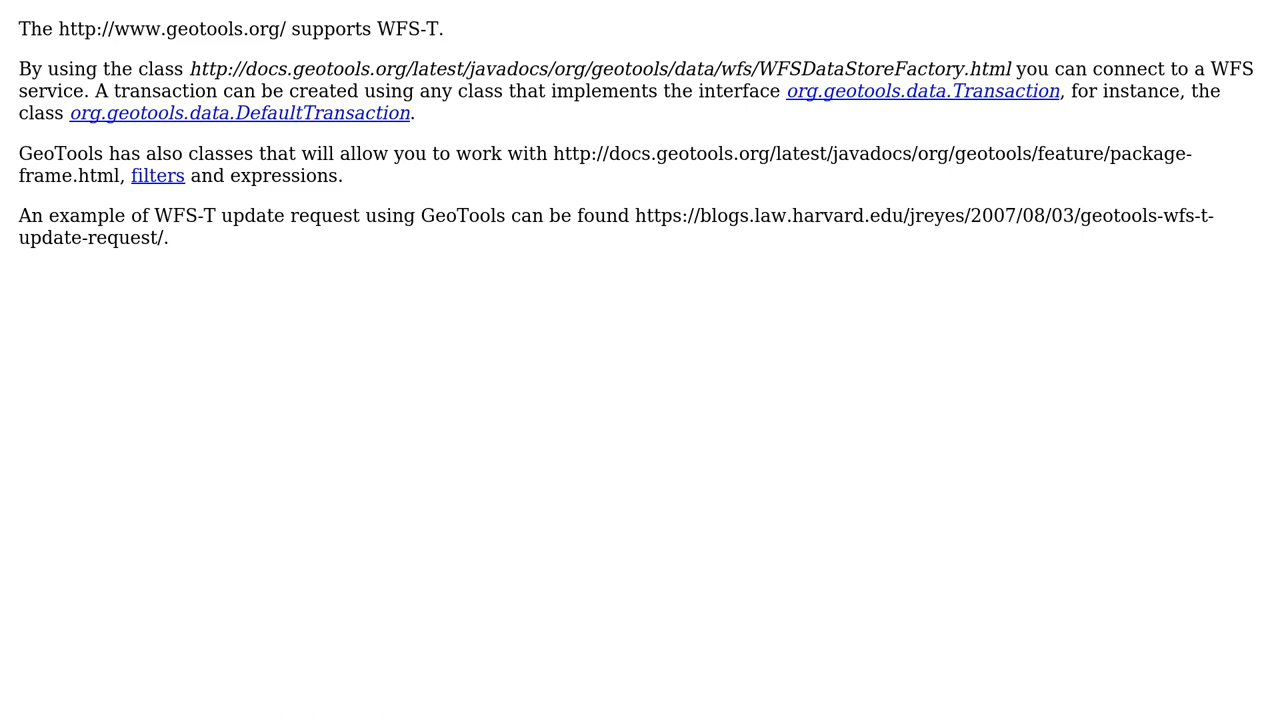 The http://www.geotools.org/ supports WFS-T.
By using the class http://docs.geotools.org/latest/javadocs/org/geotools/data/wfs/WFSDataStoreFactory.html you can connect to a WFS
service. A transaction can be created using any class that implements the interface org.geotools.data.Transaction, for instance, the
class org.geotools.data.DefaultTransaction.
GeoTools has also classes that will allow you to work with http://docs.geotools.org/latest/javadocs/org/geotools/feature/package-
frame.html, filters and expressions.
An example of WFS-T update request using GeoTools can be found https://blogs.law.harvard.edu/jreyes/2007/08/03/geotools-wfs-t-
update-request/.